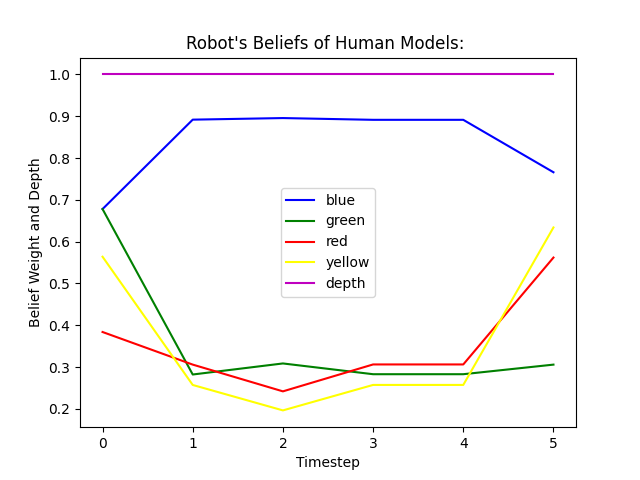 Robot's Beliefs of Human Models:
Belief Weight and Depth
1.0
0.9
0.8
0.7
0.6
0.5
0.4
0.3
0.2
blue
green
red
yellow
depth
0 1 2 3 4 5
Timestep